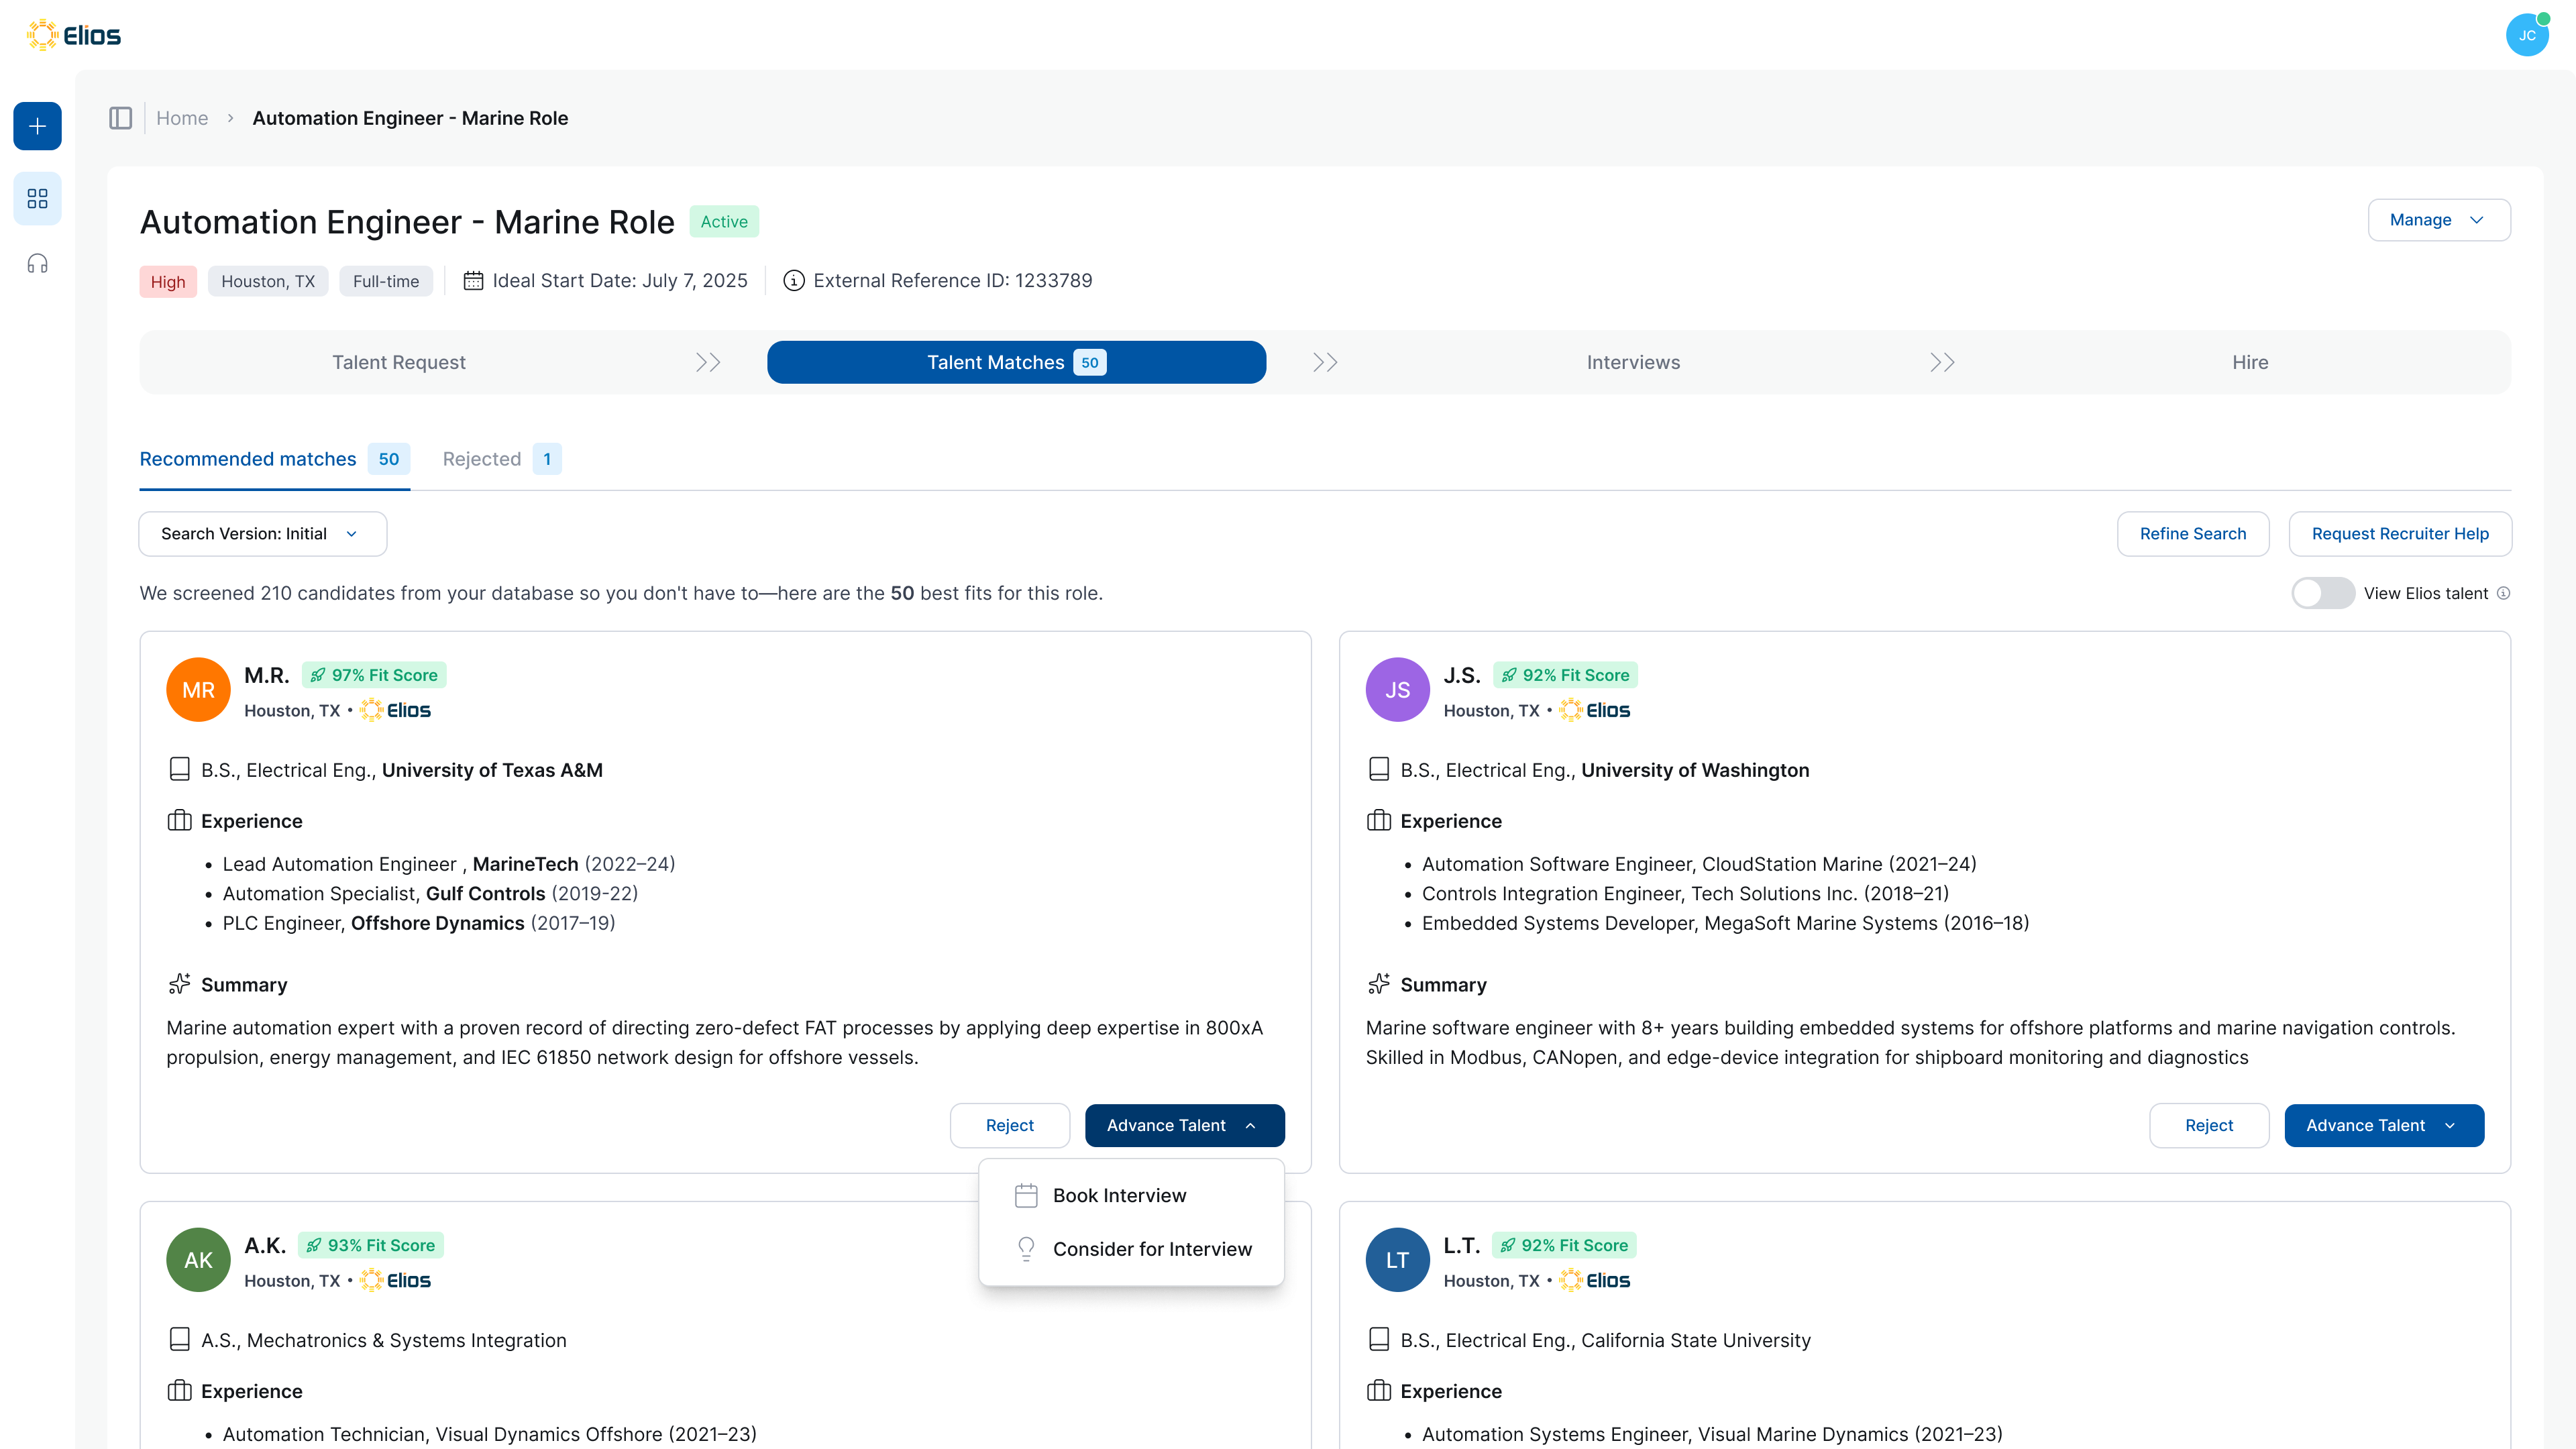 Elios
JC
Home > Automation Engineer - Marine Role
Automation Engineer - Marine Role Active
Manage
High Houston, TX Full-time Ideal Start Date: July 7, 2025 External Reference ID: 1233789
Talent Request Talent Matches 50 Interviews Hire
Recommended matches 50 Rejected 1
Search Version: Initial
Refine Search Request Recruiter Help
We screened 210 candidates from your database so you don't have to—here are the 50 best fits for this role.
View Elios talent
MR M.R. 97% Fit Score
Houston, TX • Elios
B.S., Electrical Eng., University of Texas A&M
Experience
• Lead Automation Engineer , MarineTech (2022–24)
• Automation Specialist, Gulf Controls (2019-22)
• PLC Engineer, Offshore Dynamics (2017–19)
Summary
Marine automation expert with a proven record of directing zero-defect FAT processes by applying deep expertise in 800xA
propulsion, energy management, and IEC 61850 network design for offshore vessels.
Reject Advance Talent
Book Interview
Consider for Interview
JS J.S. 92% Fit Score
Houston, TX • Elios
B.S., Electrical Eng., University of Washington
Experience
• Automation Software Engineer, CloudStation Marine (2021–24)
• Controls Integration Engineer, Tech Solutions Inc. (2018–21)
• Embedded Systems Developer, MegaSoft Marine Systems (2016–18)
Summary
Marine software engineer with 8+ years building embedded systems for offshore platforms and marine navigation controls.
Skilled in Modbus, CANopen, and edge-device integration for shipboard monitoring and diagnostics
Reject Advance Talent
AK A.K. 93% Fit Score
Houston, TX • Elios
A.S., Mechatronics & Systems Integration
Experience
• Automation Technician, Visual Dynamics Offshore (2021–23)
LT L.T. 92% Fit Score
Houston, TX • Elios
B.S., Electrical Eng., California State University
Experience
• Automation Systems Engineer, Visual Marine Dynamics (2021–23)